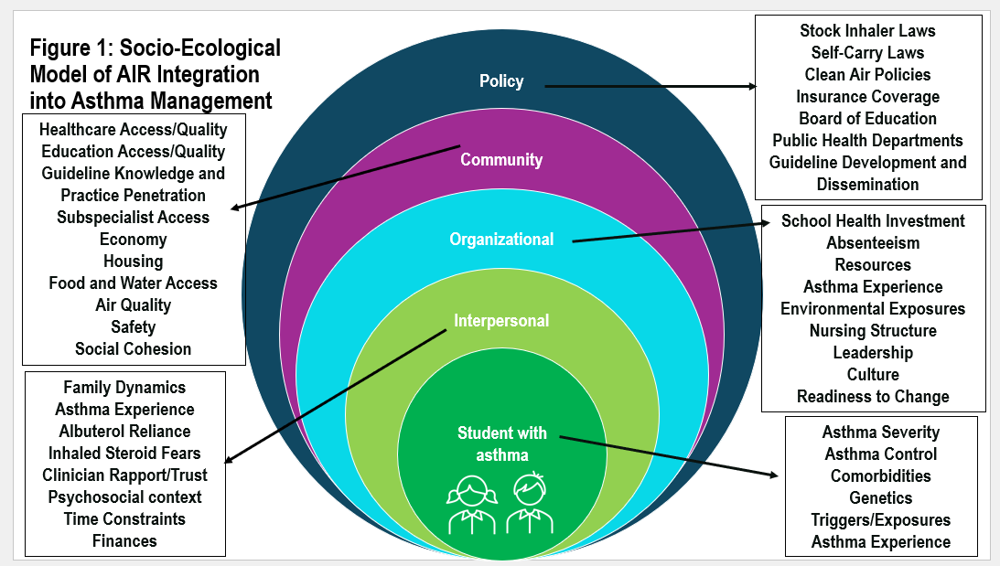 Figure 1: Socio-Ecological
Model of AIR Integration
into Asthma Management
Policy
Stock Inhaler Laws
Self-Carry Laws
Clean Air Policies
Insurance Coverage
Board of Education
Public Health Departments
Guideline Development and
Dissemination
Community
Healthcare Access/Quality
Education Access/Quality
Guideline Knowledge and
Practice Penetration
Subspecialist Access
Economy
Housing
Food and Water Access
Air Quality
Safety
Social Cohesion
Organizational
School Health Investment
Absenteeism
Resources
Asthma Experience
Environmental Exposures
Nursing Structure
Leadership
Culture
Readiness to Change
Interpersonal
Family Dynamics
Asthma Experience
Albuterol Reliance
Inhaled Steroid Fears
Clinician Rapport/Trust
Psychosocial context
Time Constraints
Finances
Student with
asthma
Asthma Severity
Asthma Control
Comorbidities
Genetics
Triggers/Exposures
Asthma Experience